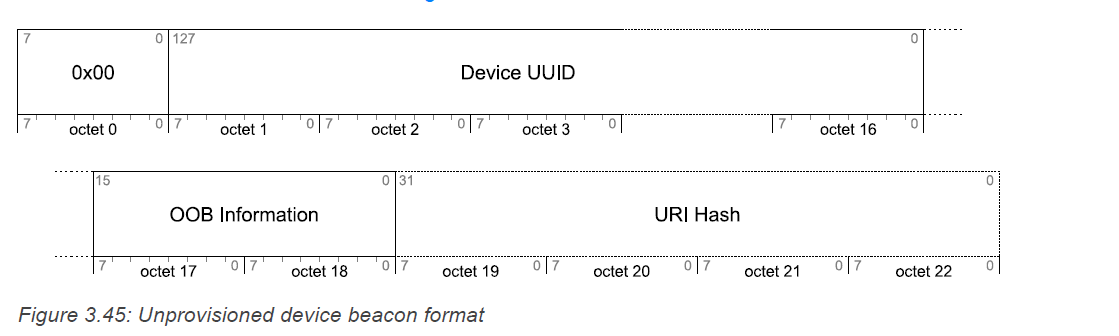 7 0 127 0
0x00 Device UUID
7 octet 0 0 7 octet 1 0 7 octet 2 0 7 octet 3 0 7 octet 16 0
15 0 31 0
OOB Information URI Hash
7 octet 17 0 7 octet 18 0 7 octet 19 0 7 octet 20 0 7 octet 21 0 7 octet 22 0
Figure 3.45: Unprovisioned device beacon format